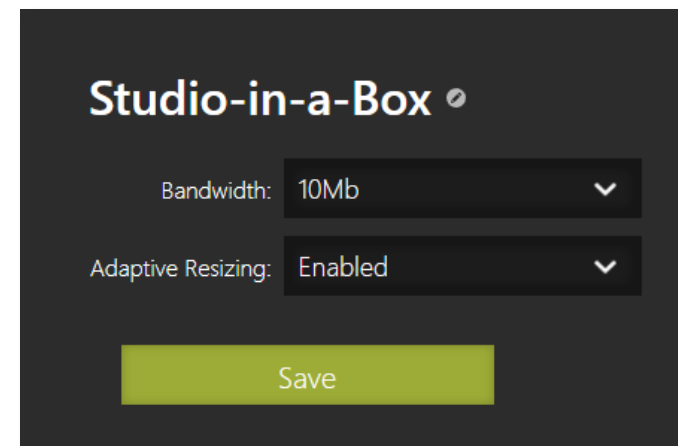 Studio-in-a-Box
Bandwidth: 10Mb
Adaptive Resizing: Enabled
Save